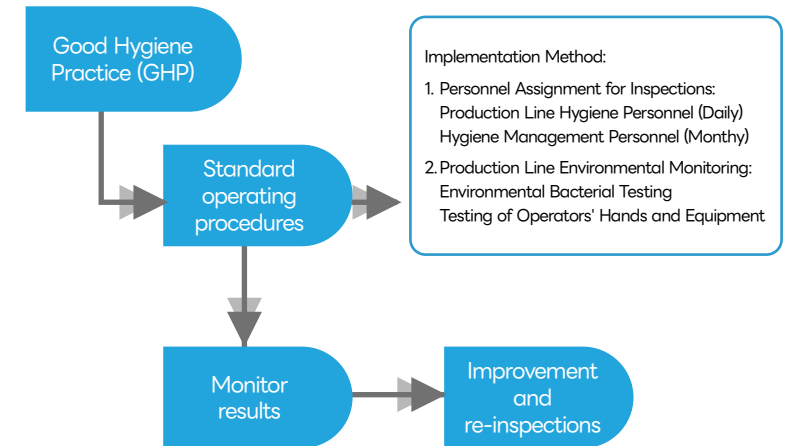 Good Hygiene
Practice (GHP)
Implementation Method:
1. Personnel Assignment for Inspections:
Production Line Hygiene Personnel (Daily)
Hygiene Management Personnel (Monthy)
2. Production Line Environmental Monitoring:
Environmental Bacterial Testing
Testing of Operators' Hands and Equipment
Standard
operating
procedures
Monitor
results
Improvement
and
re-inspections